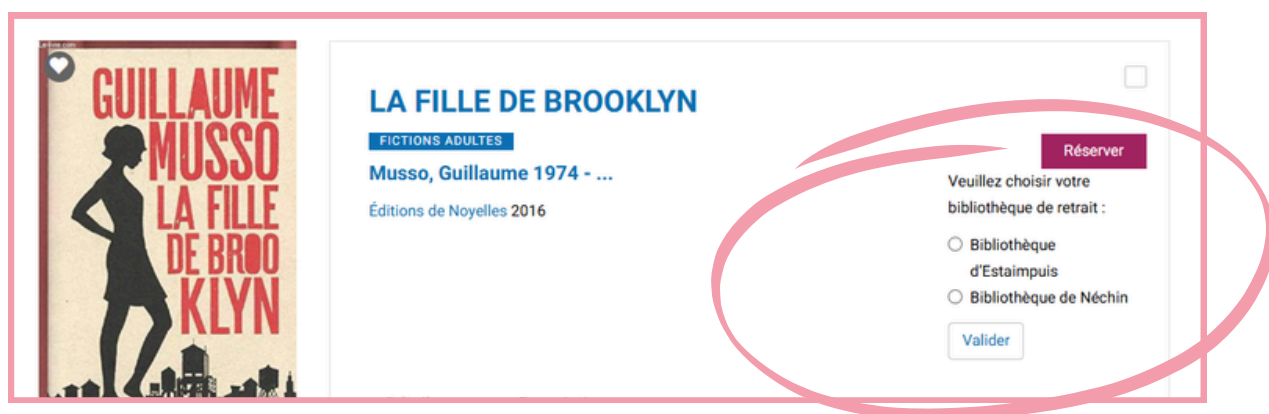 GUILLAUME
MUSSO
LA FILLE
DE BROO
KLYN
LA FILLE DE BROOKLYN
FICTIONS ADULTES
Musso, Guillaume 1974 - ...
Éditions de Noyelles 2016
Réserver
Veuillez choisir votre
bibliothèque de retrait :
Bibliothèque
d'Estaimpuis
Bibliothèque de Néchin
Valider